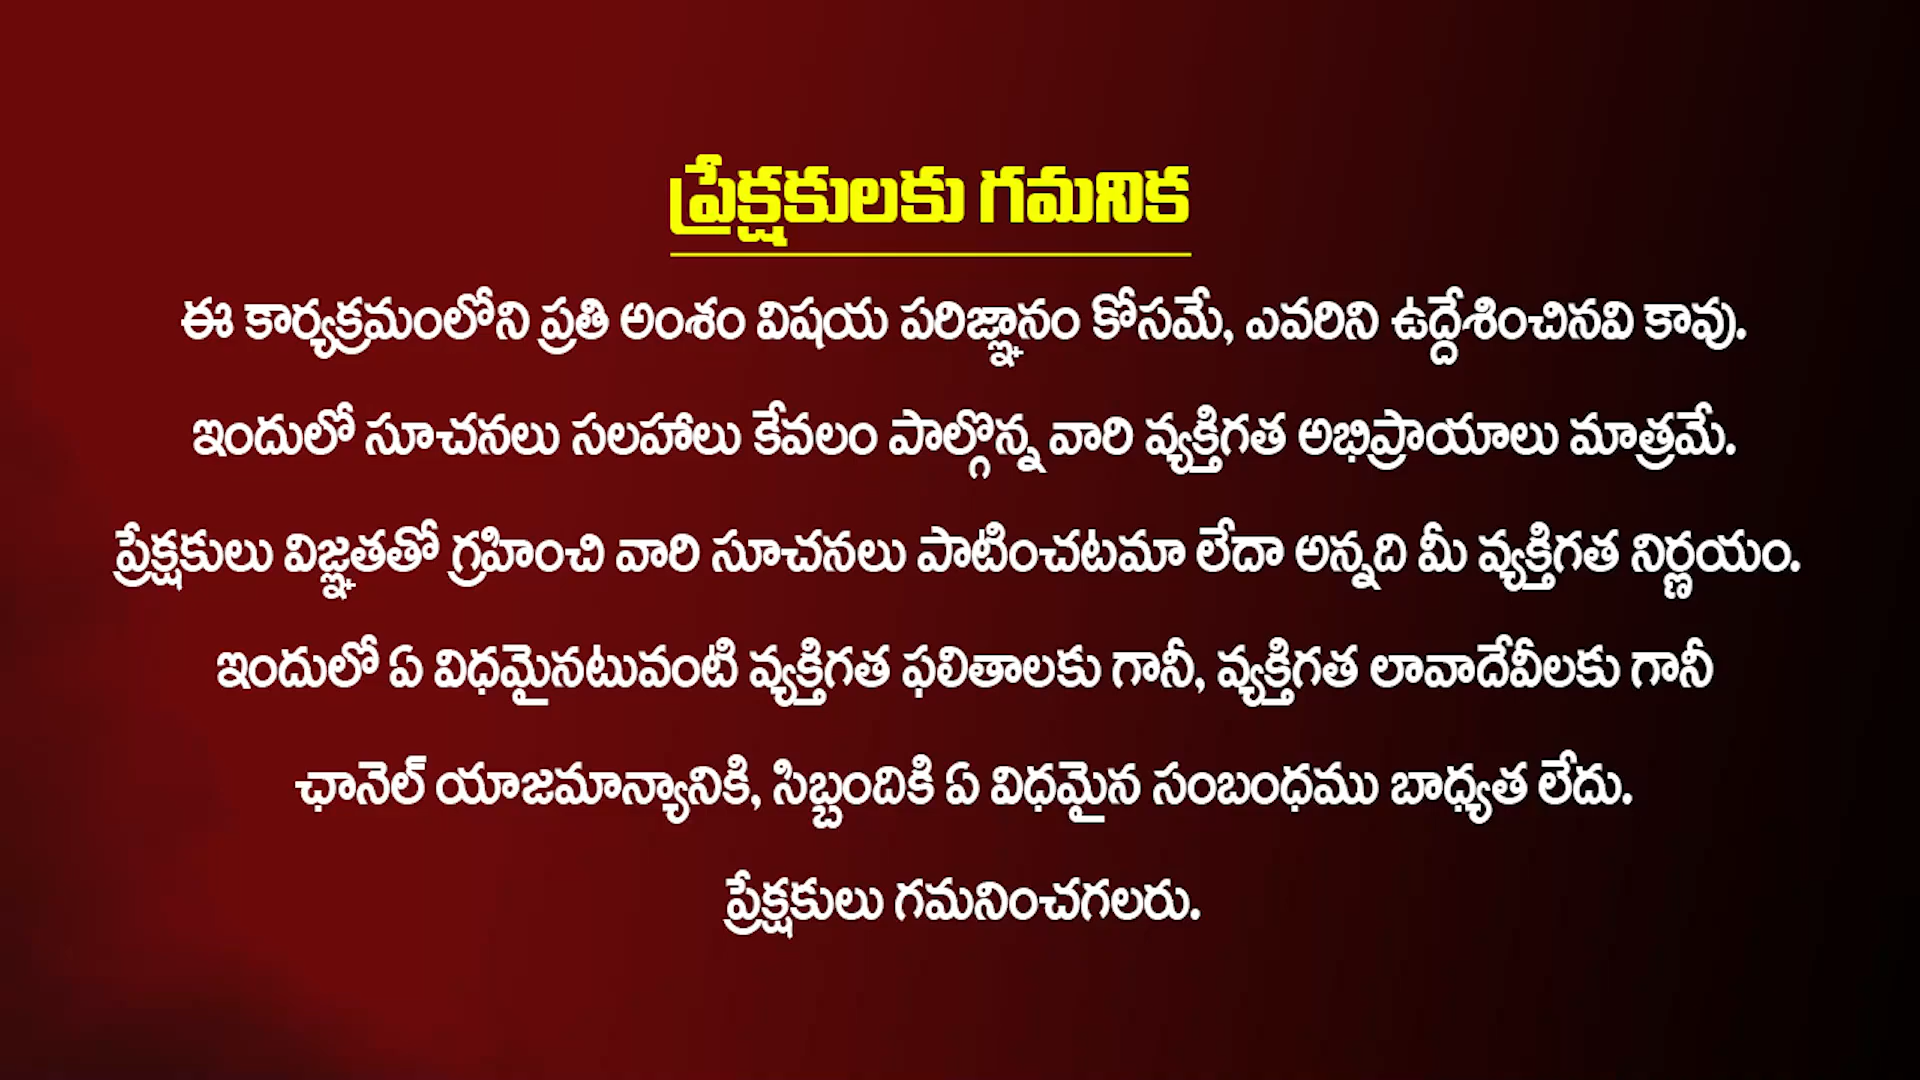 ప్రేక్షకులకు గమనిక
ఈ కార్యక్రమంలోని ప్రతి అంశం విషయ పరిజ్ఞానం కోసమే, ఎవరిని ఉద్దేశించినవి కావు.
ఇందులో సూచనలు సలహాలు కేవలం పాల్గొన్న వారి వ్యక్తిగత అభిప్రాయాలు మాత్రమే.
ప్రేక్షకులు విజ్ఞతతో గ్రహించి వారి సూచనలు పాటించటమా లేదా అన్నది మీ వ్యక్తిగత నిర్ణయం.
ఇందులో ఏ విధమైనటువంటి వ్యక్తిగత ఫలితాలకు గానీ, వ్యక్తిగత లావాదేవీలకు గానీ
ఛానెల్ యాజమాన్యానికి, సిబ్బందికి ఏ విధమైన సంబంధము బాధ్యత లేదు.
ప్రేక్షకులు గమనించగలరు.